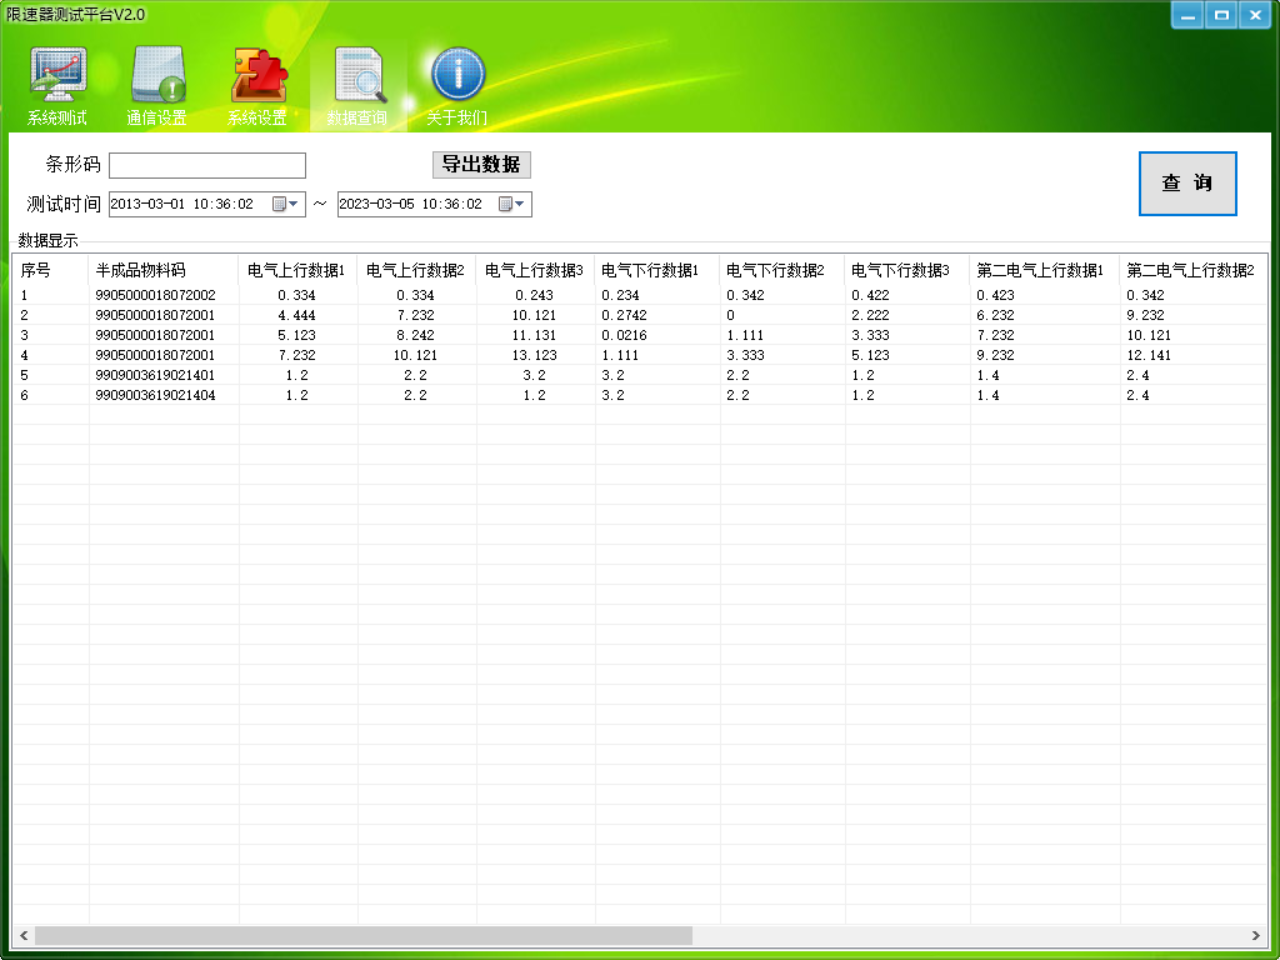 限速器测试平台V2.0
系统测试 通信设置 系统设置 数据查询 关于我们
条形码 导出数据 查 询
测试时间 2013-03-01 10:36:02 ~ 2023-03-05 10:36:02
数据显示
序号 半成品物料码 电气上行数据1 电气上行数据2 电气上行数据3 电气下行数据1 电气下行数据2 电气下行数据3 第二电气上行数据1 第二电气上行数据2
1 9905000018072002 0.334 0.334 0.243 0.234 0.342 0.422 0.423 0.342
2 9905000018072001 4.444 7.232 10.121 0.2742 0 2.222 6.232 9.232
3 9905000018072001 5.123 8.242 11.131 0.0216 1.111 3.333 7.232 10.121
4 9905000018072001 7.232 10.121 13.123 1.111 3.333 5.123 9.232 12.141
5 9909003619021401 1.2 2.2 3.2 3.2 2.2 1.2 1.4 2.4
6 9909003619021404 1.2 2.2 1.2 3.2 2.2 1.2 1.4 2.4